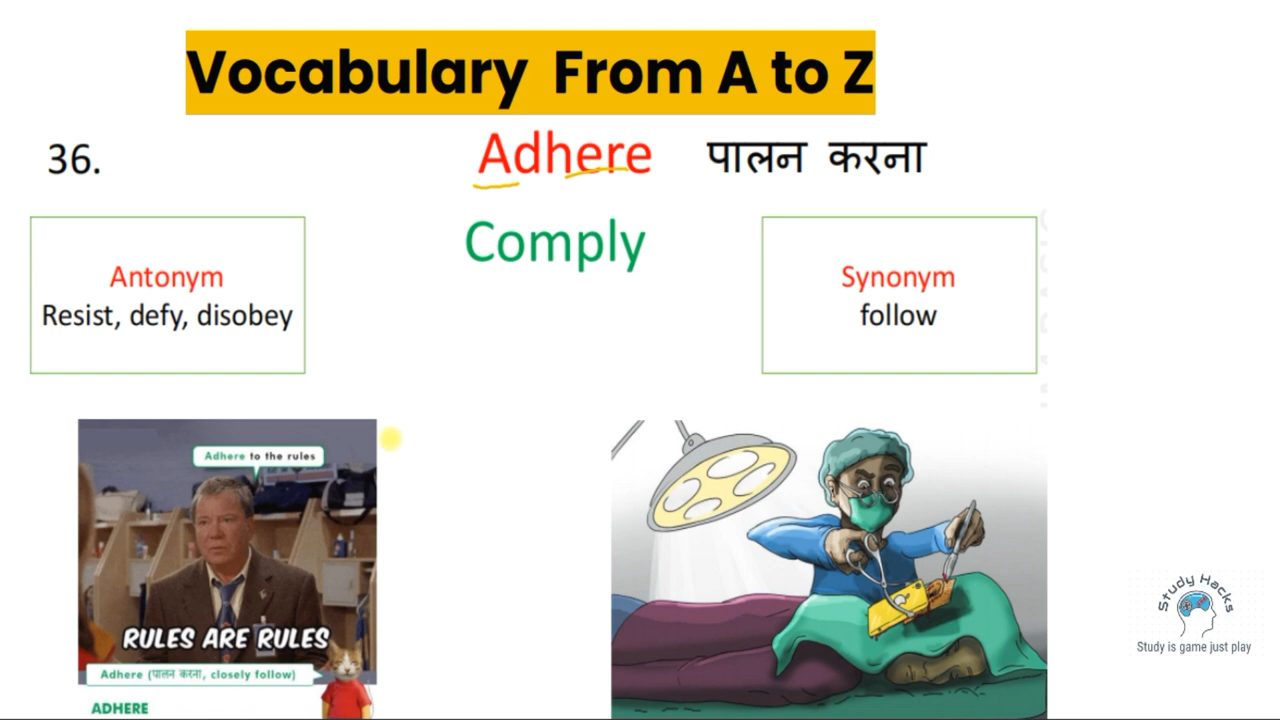 Vocabulary From A to Z
36.
Adhere पालन करना
Comply
Antonym
Resist, defy, disobey
Synonym
follow
Adhere to the rules
RULES ARE RULES
Adhere (पालन करना, closely follow)
ADHERE
Study Hacks
Study is game just play